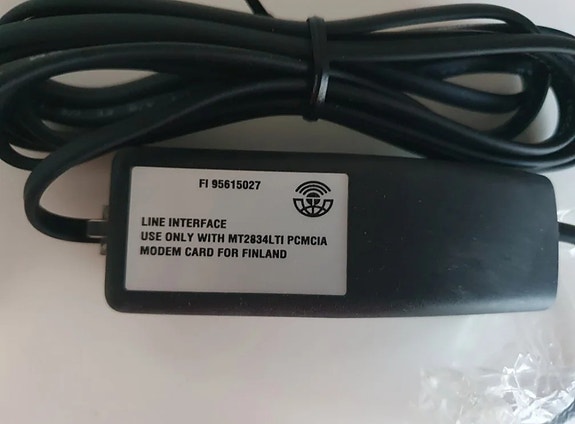 FI 95615027
LINE INTERFACE
USE ONLY WITH MT2834LTI PCMCIA
MODEM CARD FOR FINLAND